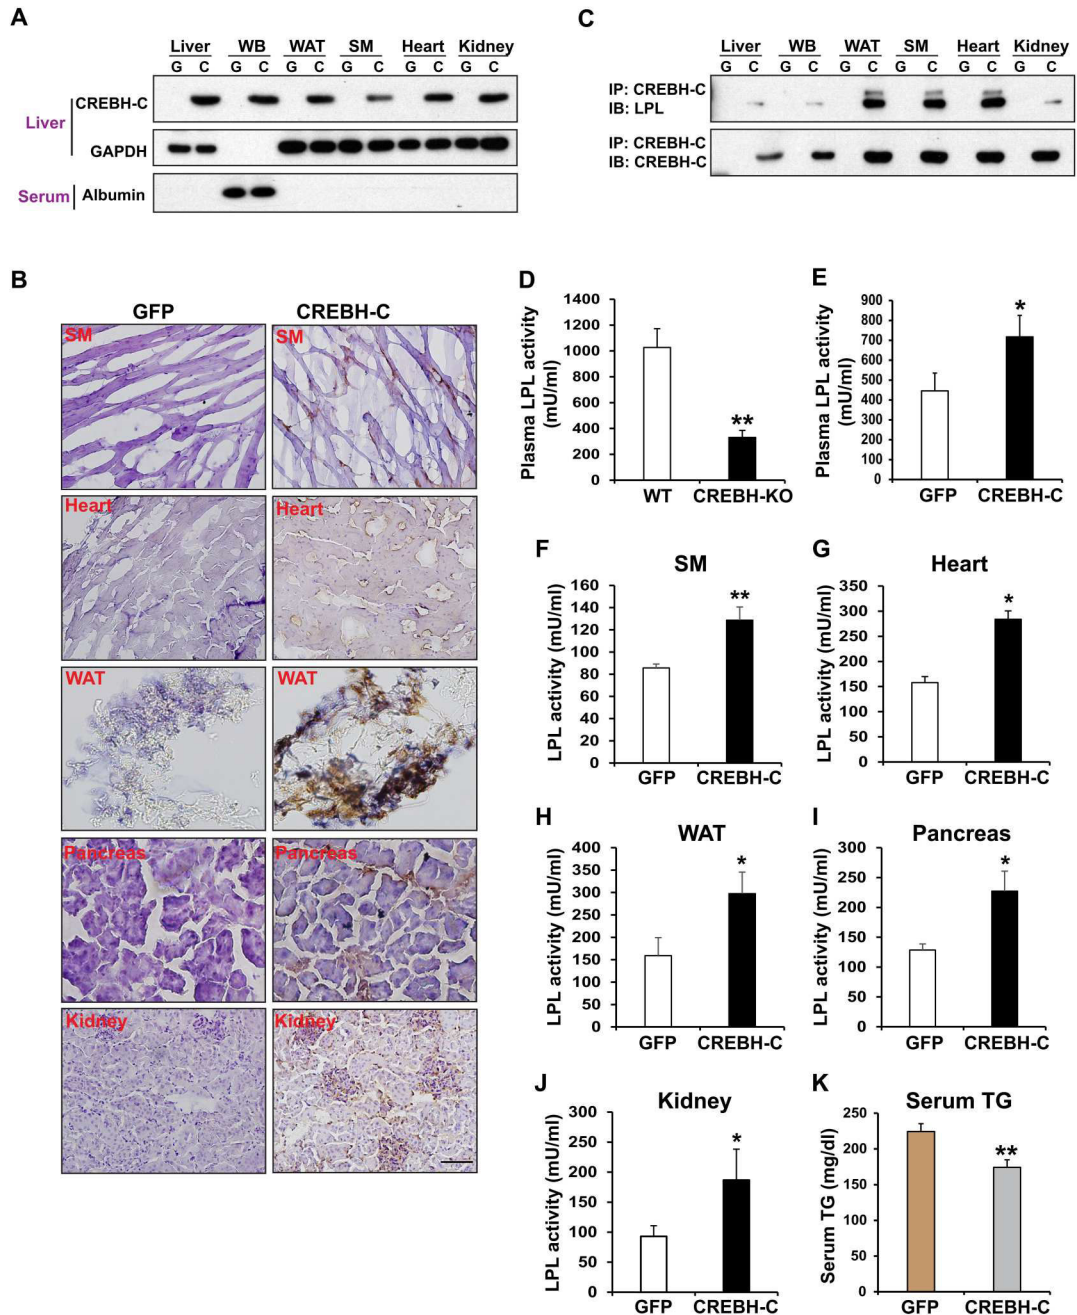 A
Liver WB WAT SM Heart Kidney
G C G C G C G C G C G C
CREBH-C
Liver
GAPDH
Serum Albumin
C
Liver WB WAT SM Heart Kidney
G C G C G C G C G C G C
IP: CREBH-C
IB: LPL
IP: CREBH-C
IB: CREBH-C
B
GFP CREBH-C
SM SM
Heart Heart
WAT WAT
Pancreas Pancreas
Kidney Kidney
D
Plasma LPL activity
(mU/ml)
1400
1200
1000
800
600
400
200
0
**
WT CREBH-KO
E
Plasma LPL activity
(mU/ml)
900
800
700
600
500
400
300
200
100
0
*
GFP CREBH-C
F
SM
LPL activity (mU/ml)
160
140
120
100
80
60
40
20
0
**
GFP CREBH-C
G
Heart
LPL activity (mU/ml)
350
300
250
200
150
100
50
0
*
GFP CREBH-C
H
WAT
LPL activity (mU/ml)
400
350
300
250
200
150
100
50
0
*
GFP CREBH-C
I
Pancreas
LPL activity (mU/ml)
300
250
200
150
100
50
0
*
GFP CREBH-C
J
Kidney
LPL activity (mU/ml)
300
250
200
150
100
50
0
*
GFP CREBH-C
K
Serum TG
Serum TG (mg/dl)
250
200
150
100
50
0
**
GFP CREBH-C